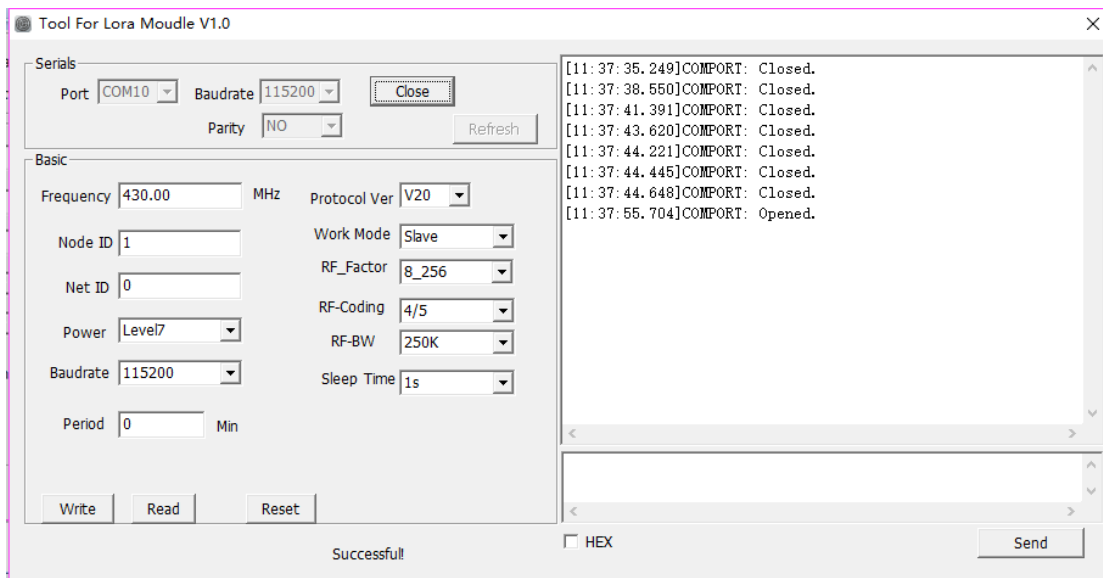 Tool For Lora Moudle V1.0
Serials
Port COM10 Baudrate 115200 Close
Parity NO Refresh
Basic
Frequency 430.00 MHz Protocol Ver V20
Node ID 1 Work Mode Slave
Net ID 0 RF_Factor 8_256
Power Level7 RF-Coding 4/5
RF-BW 250K
Baudrate 115200 Sleep Time 1s
Period 0 Min
Write Read Reset
Successful!
[11:37:35.249]COMPORT: Closed.
[11:37:38.550]COMPORT: Closed.
[11:37:41.391]COMPORT: Closed.
[11:37:43.620]COMPORT: Closed.
[11:37:44.221]COMPORT: Closed.
[11:37:44.445]COMPORT: Closed.
[11:37:44.648]COMPORT: Closed.
[11:37:55.704]COMPORT: Opened.
HEX Send